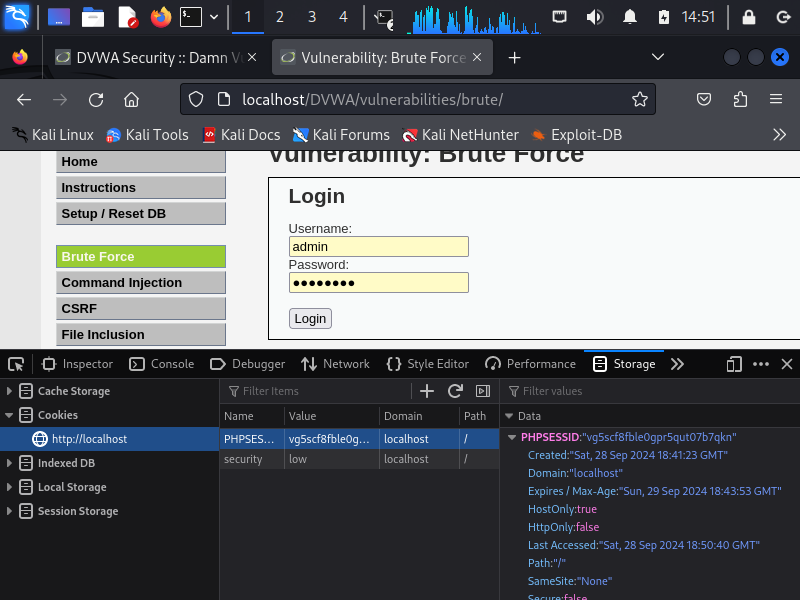 1 2 3 4 2 14:51
DVWA Security :: Damn Vu
Vulnerability: Brute Force
localhost/DVWA/vulnerabilities/brute/
Kali Linux Kali Tools Kali Docs Kali Forums Kali NetHunter Exploit-DB
Vulnerability: Brute Force
Home
Instructions
Setup / Reset DB
Brute Force
Command Injection
CSRF
File Inclusion
Login
Username:
admin
Password:
●●●●●●●●
Login
Inspector Console Debugger Network Style Editor Performance Storage
Cache Storage
Cookies
http://localhost
Indexed DB
Local Storage
Session Storage
Filter Items
Name Value Domain Path
PHPSES... vg5scf8fble0g... localhost /
security low localhost /
Filter values
Data
PHPSESSID:"vg5scf8fble0gpr5qut07b7qkn"
Created:"Sat, 28 Sep 2024 18:41:23 GMT"
Domain:"localhost"
Expires / Max-Age:"Sun, 29 Sep 2024 18:43:53 GMT"
HostOnly:true
HttpOnly:false
Last Accessed:"Sat, 28 Sep 2024 18:50:40 GMT"
Path:"/"
SameSite:"None"
Secure:false